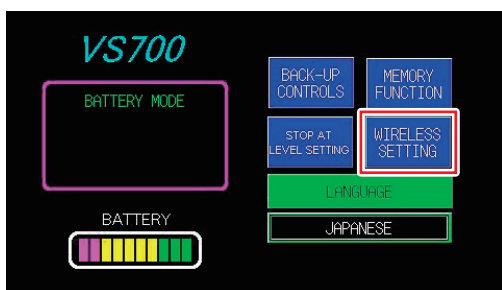 VS700
BATTERY MODE
BATTERY
BACK-UP
CONTROLS
MEMORY
FUNCTION
STOP AT
LEVEL SETTING
WIRELESS
SETTING
LANGUAGE
JAPANESE